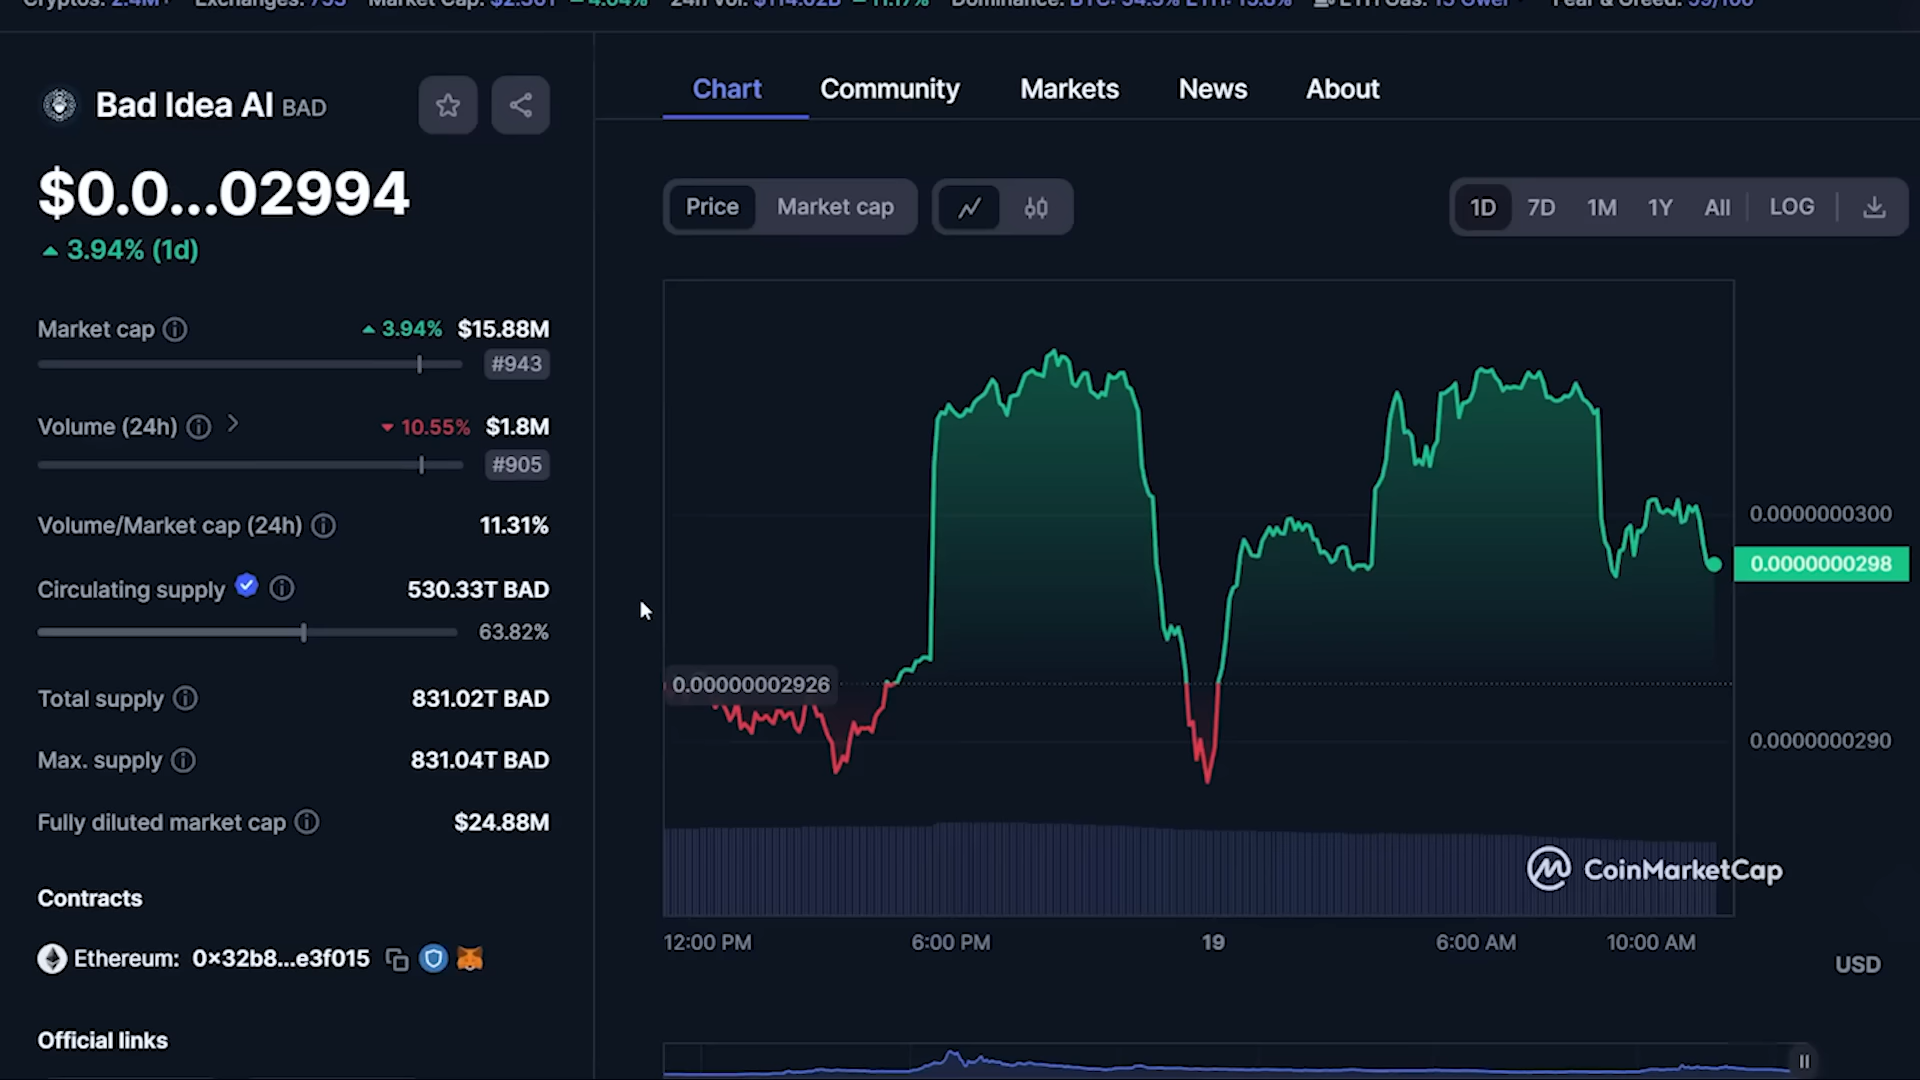 Bad Idea AI BAD
$0.0...02994
3.94% (1d)
Market cap 3.94% $15.88M
#943
Volume (24h) 10.55% $1.8M
#905
Volume/Market cap (24h) 11.31%
Circulating supply 530.33T BAD
63.82%
Total supply 831.02T BAD
Max. supply 831.04T BAD
Fully diluted market cap $24.88M
Contracts
Ethereum: 0x32b8...e3f015
Official links
Chart Community Markets News About
Price Market cap
1D 7D 1M 1Y All LOG
0.0000000300
0.0000000298
0.00000002926
0.0000000290
CoinMarketCap
12:00 PM 6:00 PM 19 6:00 AM 10:00 AM
USD